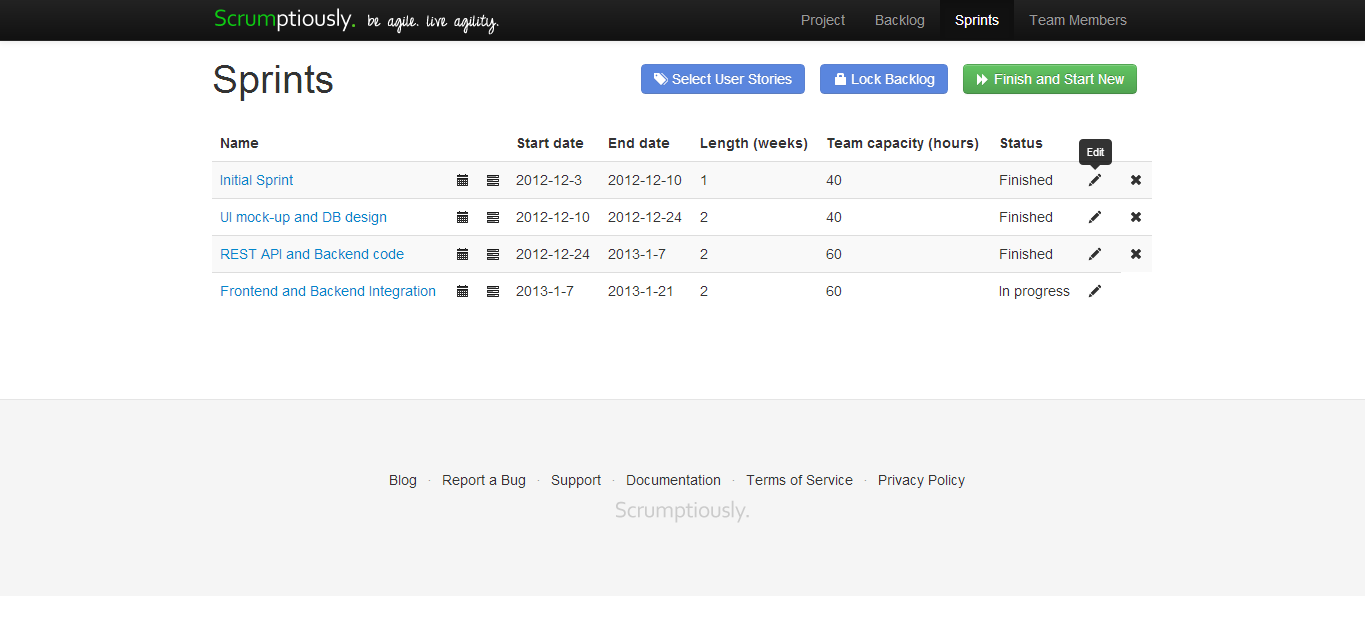 Scrumptiously. be agile. live agility. Project Backlog Sprints Team Members
Sprints Select User Stories Lock Backlog Finish and Start New
Name Start date End date Length (weeks) Team capacity (hours) Status
Edit
Initial Sprint 2012-12-3 2012-12-10 1 40 Finished
UI mock-up and DB design 2012-12-10 2012-12-24 2 40 Finished
REST API and Backend code 2012-12-24 2013-1-7 2 60 Finished
Frontend and Backend Integration 2013-1-7 2013-1-21 2 60 In progress
Blog · Report a Bug · Support · Documentation · Terms of Service · Privacy Policy
Scrumptiously.